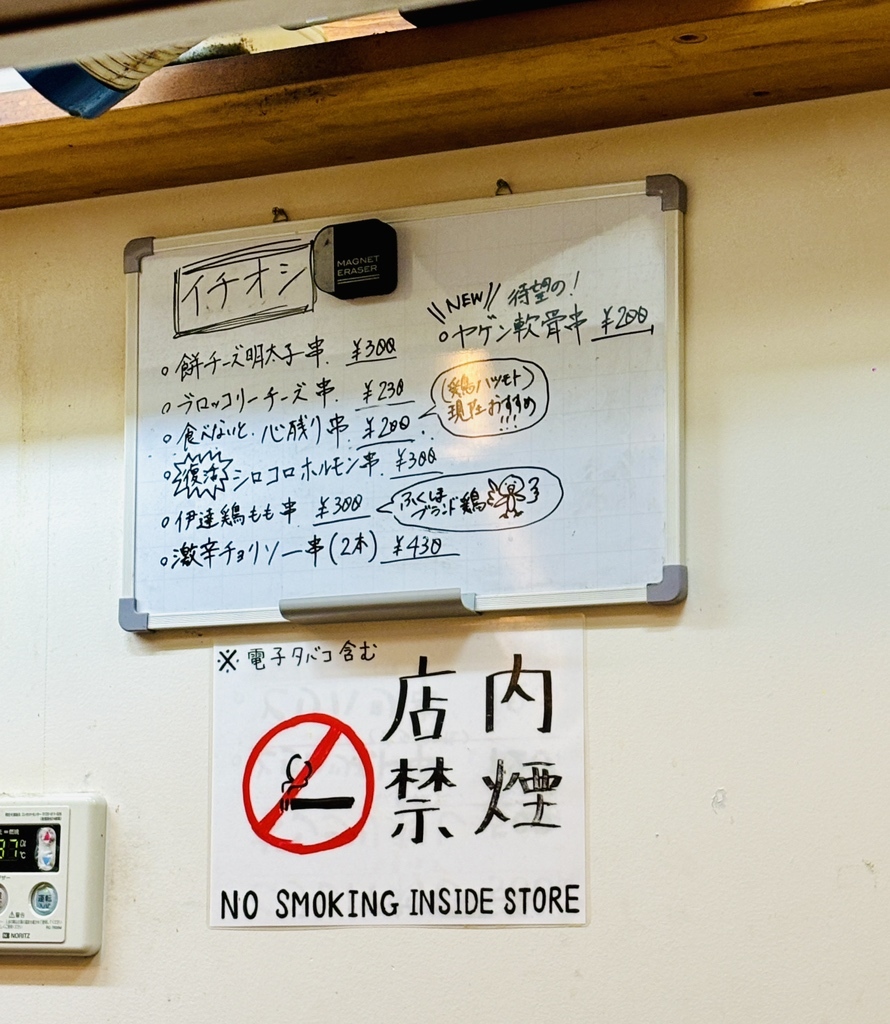 イチオシ
MAGNET
ERASER
NEW 待望の!
ヤゲン軟骨串 ¥200
餅チーズ明太子串 ¥300
ブロッコリーチーズ串 ¥230
食べないと、心残り串 ¥200
(鶏ハツモト)
現在おすすめ
!!!
復活 シロコロホルモン串 ¥300
伊達鶏もも串 ¥300
ふくしま
ブランド鶏
激辛チョリソー串(2本) ¥430
※電子タバコ含む
店内
禁煙
NO SMOKING INSIDE STORE
37℃
運転
NORITZ